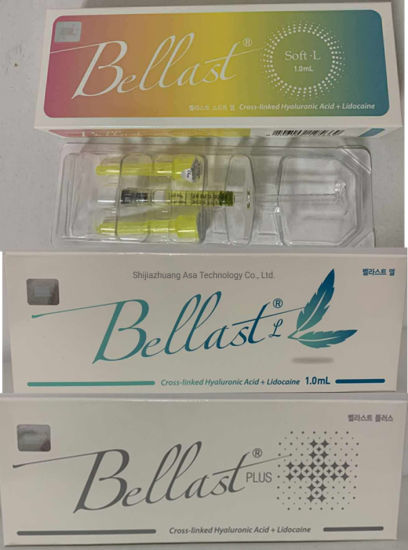 Bellast®
Soft·L
1.0mL
벨라스트 소프트 엘 Cross-linked Hyaluronic Acid + Lidocaine
Shijiazhuang Asa Technology Co., Ltd.
벨라스트 엘
Bellast® L
Cross-linked Hyaluronic Acid + Lidocaine 1.0mL
벨라스트 플러스
Bellast® PLUS
Cross-linked Hyaluronic Acid + Lidocaine